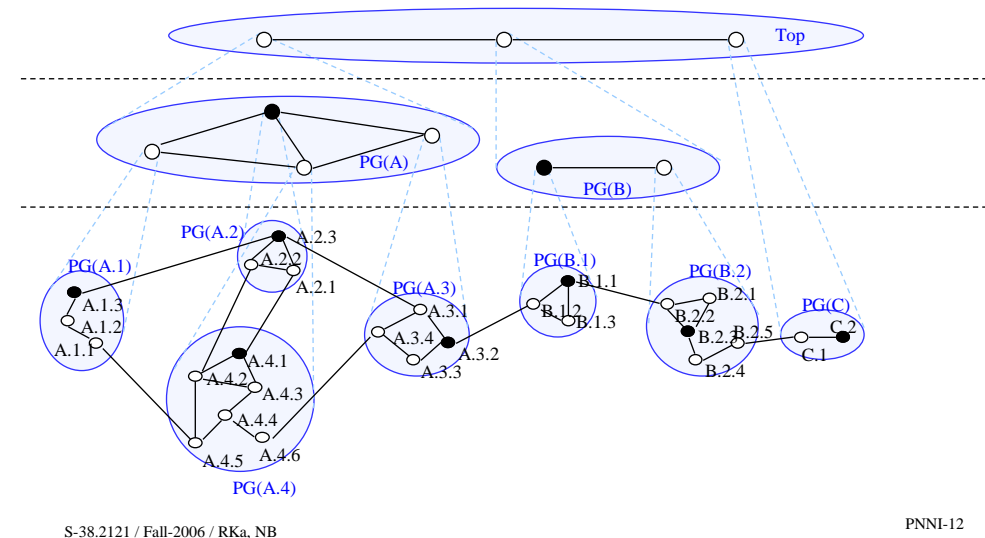 Top
PG(A)
PG(B)
PG(A.2)
A.2.3
PG(A.1)
A.2.2
A.2.1
PG(B.1)
B.1.1
PG(B.2)
A.1.3
A.1.2
A.1.1
PG(A.3)
A.3.1
A.3.4
A.3.2
A.3.3
B.1.2
B.1.3
B.2.1
B.2.2
B.2.3
B.2.5
B.2.4
PG(C)
C.2
C.1
A.4.1
A.4.2
A.4.3
A.4.4
A.4.5
A.4.6
PG(A.4)
S-38.2121 / Fall-2006 / RKa, NB
PNNI-12